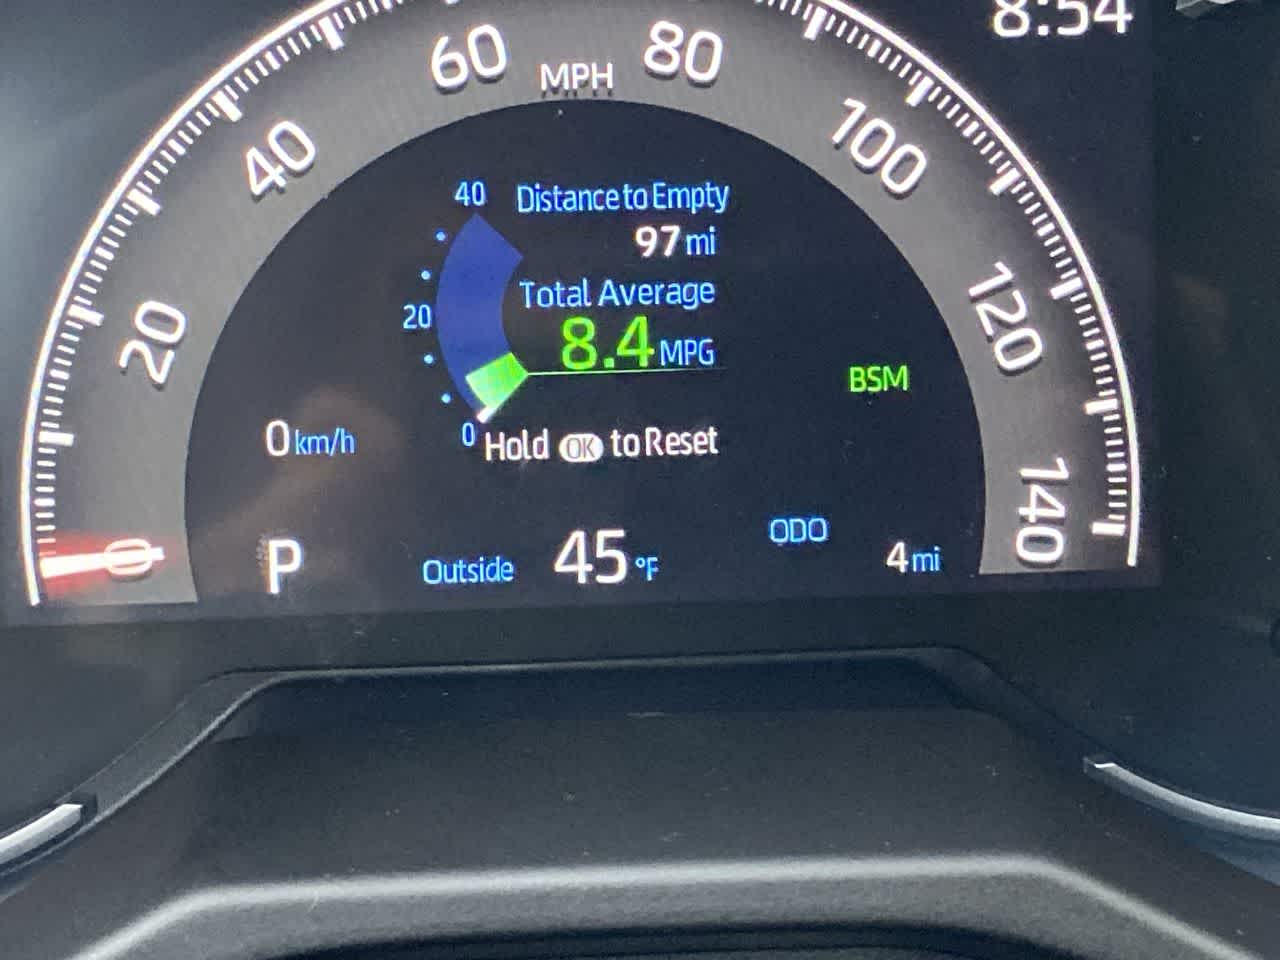 8:54
60 MPH 80
40 100
20 120
0 140
40 Distance to Empty
97 mi
Total Average
20 8.4 MPG
BSM
0 km/h
0 Hold OK to Reset
P Outside 45 °F
ODO
4 mi